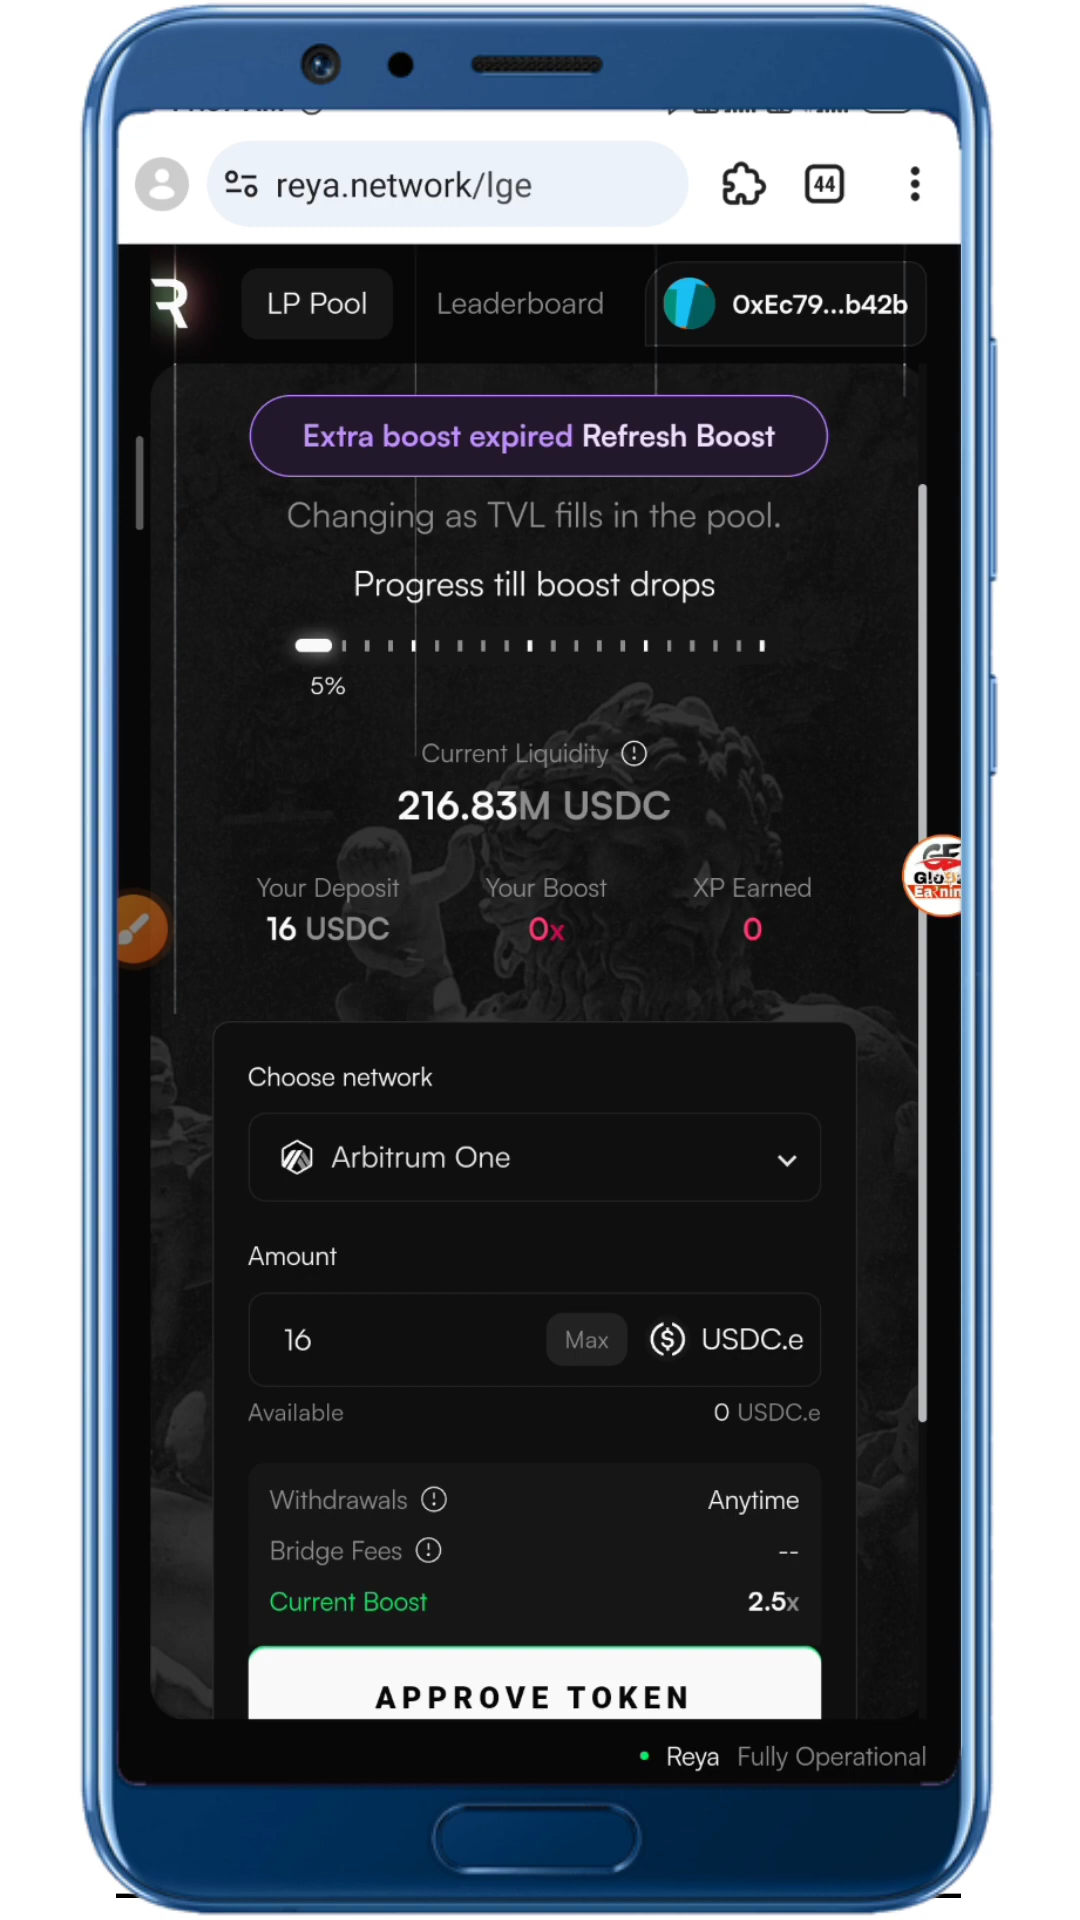 reya.network/lge
44
LP Pool
Leaderboard
0xEc79...b42b
Extra boost expired Refresh Boost
Changing as TVL fills in the pool.
Progress till boost drops
5%
Current Liquidity
216.83M USDC
Your Deposit
16 USDC
Your Boost
0x
XP Earned
0
Choose network
Arbitrum One
Amount
16
Max
USDC.e
Available
0 USDC.e
Withdrawals
Anytime
Bridge Fees
--
Current Boost
2.5x
APPROVE TOKEN
Reya Fully Operational